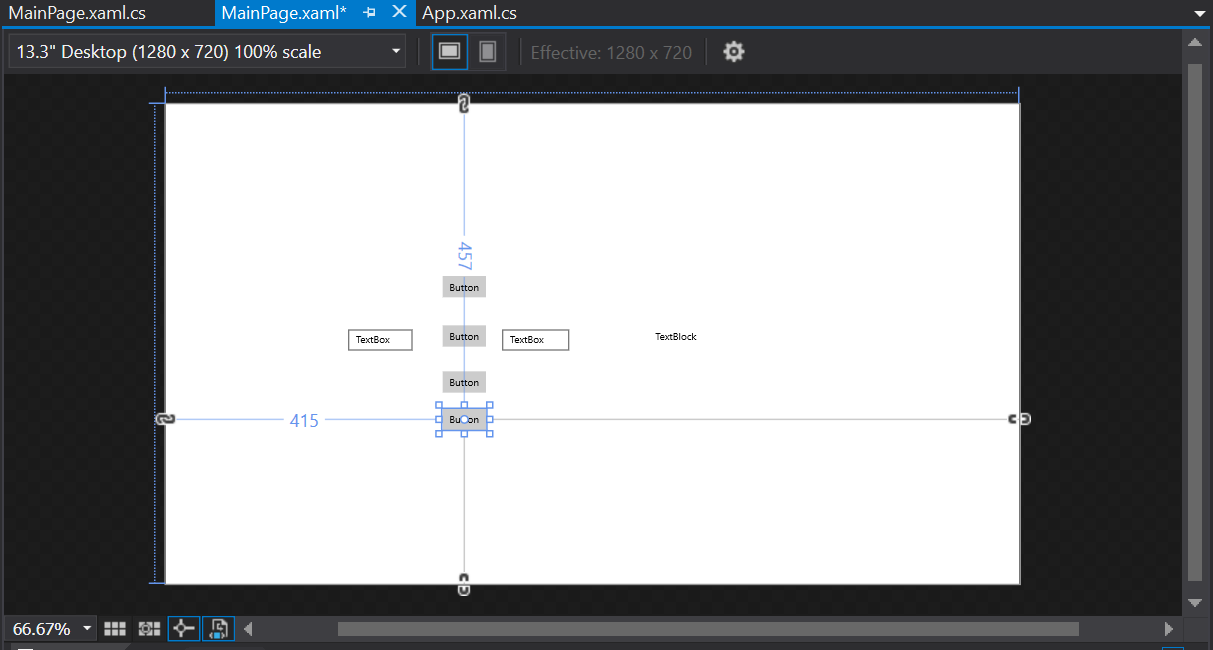 MainPage.xaml.cs MainPage.xaml* App.xaml.cs
13.3" Desktop (1280 x 720) 100% scale Effective: 1280 x 720
457
Button
TextBox Button TextBox TextBlock
Button
415 Button
66.67%